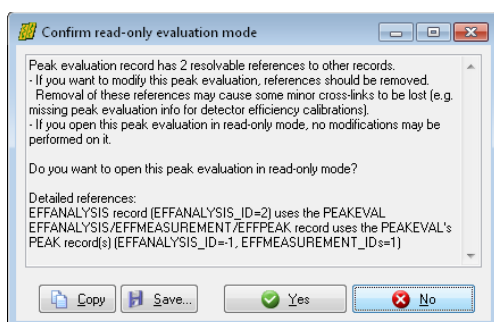 Confirm read-only evaluation mode
Peak evaluation record has 2 resolvable references to other records.
- If you want to modify this peak evaluation, references should be removed.
Removal of these references may cause some minor cross-links to be lost (e.g.
missing peak evaluation info for detector efficiency calibrations).
- If you open this peak evaluation in read-only mode, no modifications may be
performed on it.
Do you want to open this peak evaluation in read-only mode?
Detailed references:
EFFANALYSIS record (EFFANALYSIS_ID=2) uses the PEAKEVAL
EFFANALYSIS/EFFMEASUREMENT/EFFPEAK record uses the PEAKEVAL's
PEAK record(s) (EFFANALYSIS_ID=-1, EFFMEASUREMENT_IDs=1)
Copy Save... Yes No